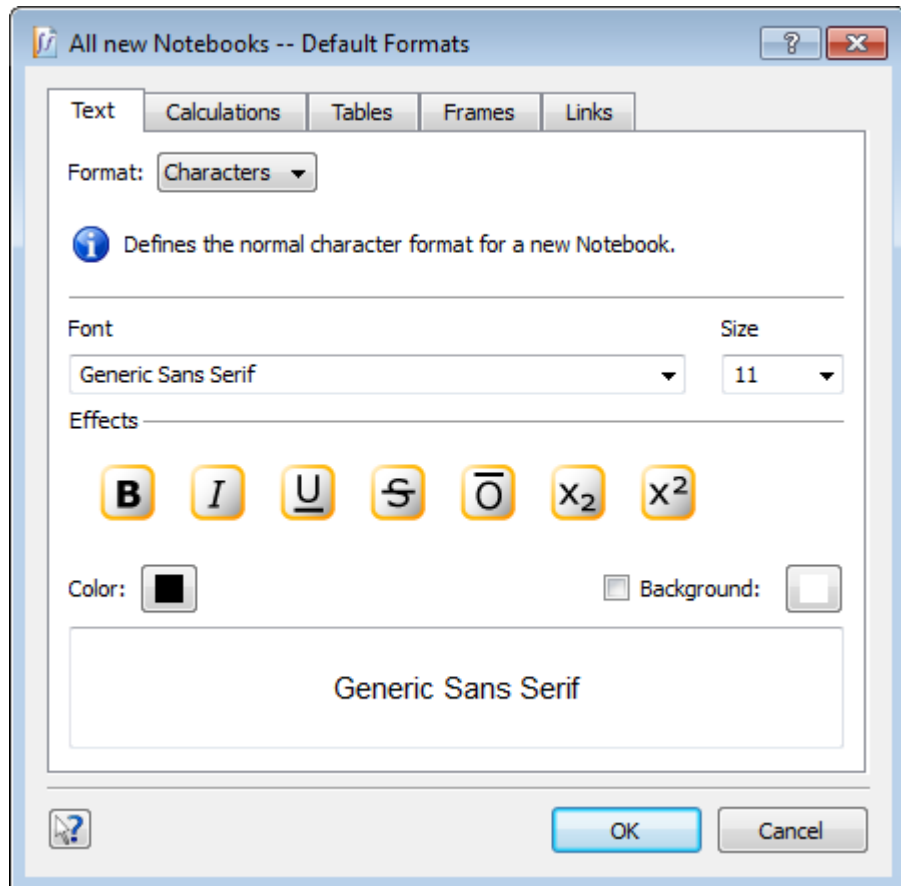 All new Notebooks -- Default Formats ?
Text Calculations Tables Frames Links
Format: Characters
i Defines the normal character format for a new Notebook.
Font Size
Generic Sans Serif 11
Effects
B I U S O x₂ x²
Color: Background:
Generic Sans Serif
? OK Cancel